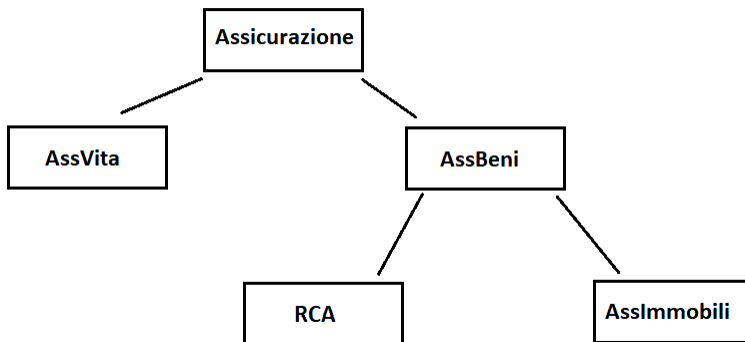 Assicurazione
AssVita
AssBeni
RCA
AssImmobili